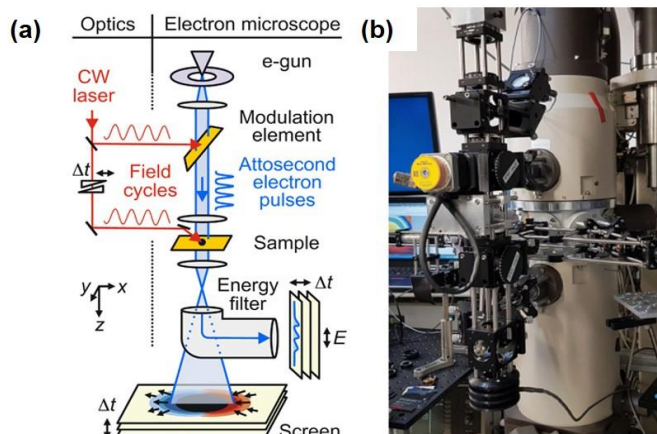 (a)
Optics
Electron microscope
e-gun
CW
laser
Modulation
element
Δt
Field
cycles
Attosecond
electron
pulses
Sample
y
x
z
Energy
filter
Δt
E
Δt
Screen
(b)